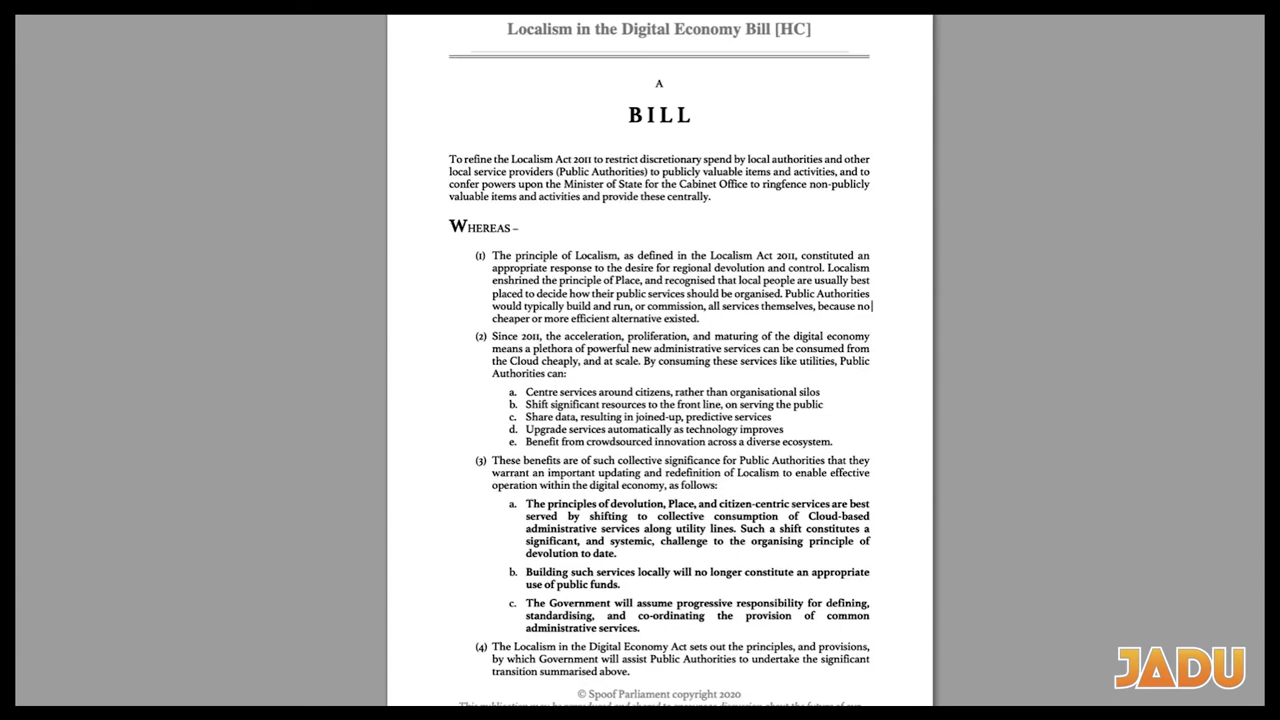 Localism in the Digital Economy Bill [HC]
A
BILL
To refine the Localism Act 2011 to restrict discretionary spend by local authorities and other
local service providers (Public Authorities) to publicly valuable items and activities, and to
confer powers upon the Minister of State for the Cabinet Office to ringfence non-publicly
valuable items and activities and provide these centrally.
WHEREAS –
(1) The principle of Localism, as defined in the Localism Act 2011, constituted an
appropriate response to the desire for regional devolution and control. Localism
enshrined the principle of Place, and recognised that local people are usually best
placed to decide how their public services should be organised. Public Authorities
would typically build and run, or commission, all services themselves, because no
cheaper or more efficient alternative existed.
(2) Since 2011, the acceleration, proliferation, and maturing of the digital economy
means a plethora of powerful new administrative services can be consumed from
the Cloud cheaply, and at scale. By consuming these services like utilities, Public
Authorities can:
a. Centre services around citizens, rather than organisational silos
b. Shift significant resources to the front line, on serving the public
c. Share data, resulting in joined-up, predictive services
d. Upgrade services automatically as technology improves
e. Benefit from crowdsourced innovation across a diverse ecosystem.
(3) These benefits are of such collective significance for Public Authorities that they
warrant an important updating and redefinition of Localism to enable effective
operation within the digital economy, as follows:
a. The principles of devolution, Place, and citizen-centric services are best
served by shifting to collective consumption of Cloud-based
administrative services along utility lines. Such a shift constitutes a
significant, and systemic, challenge to the organising principle of
devolution to date.
b. Building such services locally will no longer constitute an appropriate
use of public funds.
c. The Government will assume progressive responsibility for defining,
standardising, and co-ordinating the provision of common
administrative services.
(4) The Localism in the Digital Economy Act sets out the principles, and provisions,
by which Government will assist Public Authorities to undertake the significant
transition summarised above.
© Spoof Parliament copyright 2020
JADU